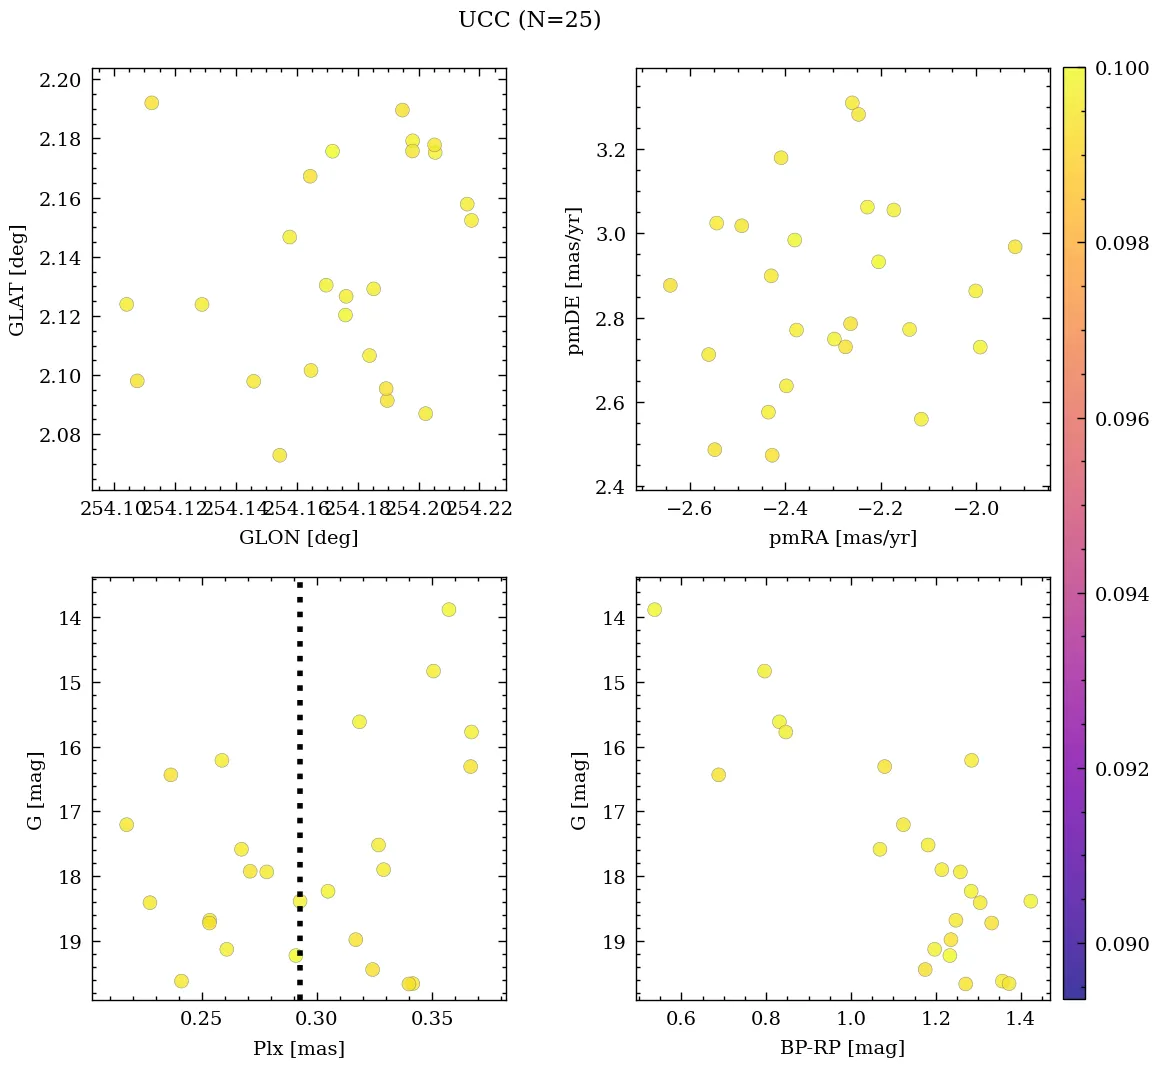 UCC (N=25)
2.20
2.18
2.16
2.14
2.12
2.10
2.08
GLAT [deg]
254.10 254.12 254.14 254.16 254.18 254.20 254.22
GLON [deg]
3.2
3.0
2.8
2.6
2.4
pmDE [mas/yr]
−2.6 −2.4 −2.2 −2.0
pmRA [mas/yr]
0.100
0.098
0.096
0.094
0.092
0.090
14
15
16
17
18
19
G [mag]
0.25 0.30 0.35
Plx [mas]
14
15
16
17
18
19
G [mag]
0.6 0.8 1.0 1.2 1.4
BP-RP [mag]